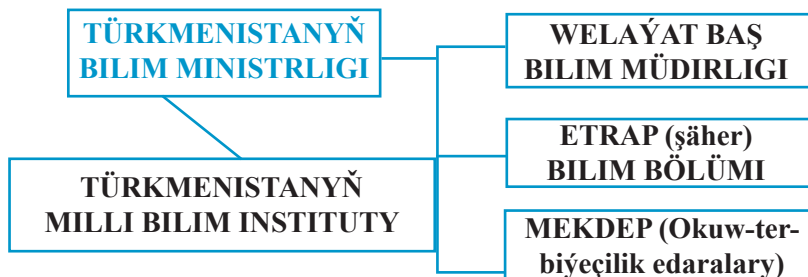 TÜRKMENISTANYŇ
BILIM MINISTRLIGI
WELAÝAT BAŞ
BILIM MÜDIRLIGI
ETRAP (şäher)
BILIM BÖLÜMI
TÜRKMENISTANYŇ
MILLI BILIM INSTITUTY
MEKDEP (Okuw-ter-
biýeçilik edaralary)